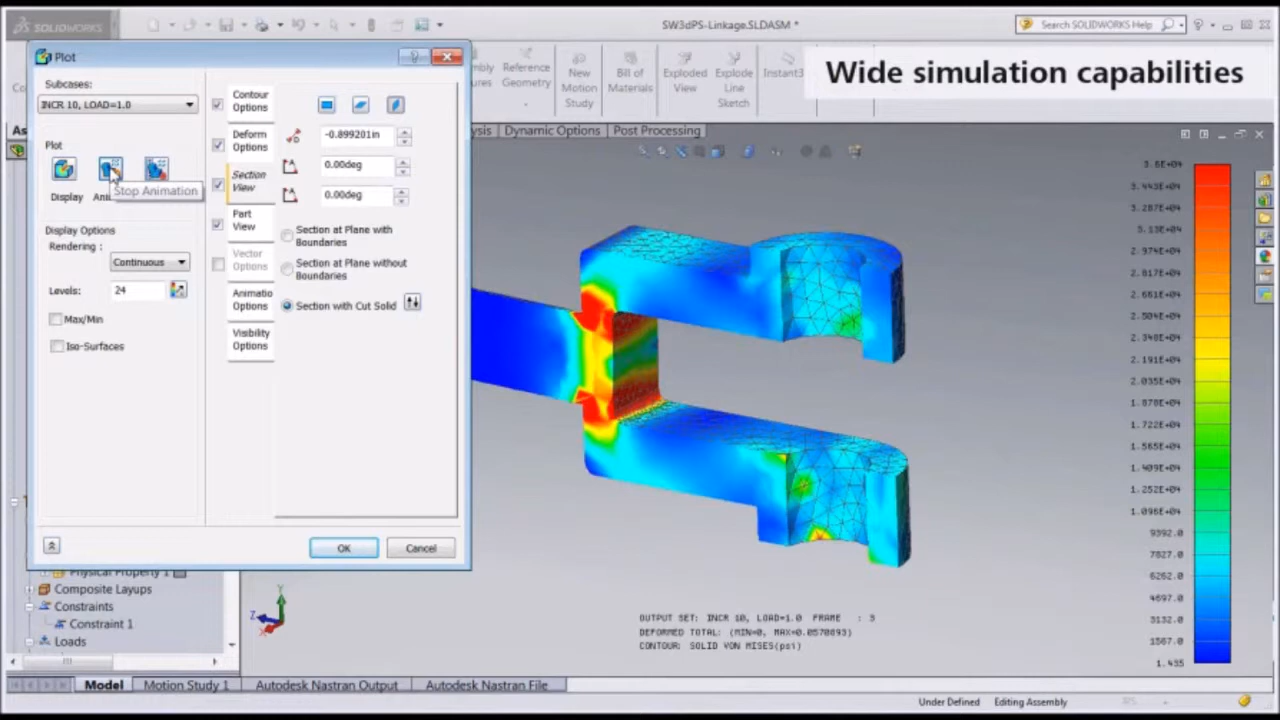 SOLIDWORKS
SW3dPS-Linkage.SLDASM *
Search SOLIDWORKS Help
Wide simulation capabilities
Reference
Geometry
New
Motion
Study
Bill of
Materials
Exploded
View
Explode
Line
Sketch
Instant3
Dynamic Options
Post Processing
Plot
Subcases:
INCR 10, LOAD=1.0
Plot
Display
Stop Animation
Display Options
Rendering :
Continuous
Levels:
24
Max/Min
Iso-Surfaces
Contour
Options
Deform
Options
Section
View
Part
View
Vector
Options
Animatio
Options
Visibility
Options
-0.899201in
0.00deg
0.00deg
Section at Plane with
Boundaries
Section at Plane without
Boundaries
Section with Cut Solid
OK
Cancel
Physical Property 1
Composite Layups
Constraints
Constraint 1
Loads
3.6E+04
3.443E+04
3.287E+04
3.13E+04
2.974E+04
2.817E+04
2.661E+04
2.504E+04
2.348E+04
2.191E+04
2.035E+04
1.878E+04
1.722E+04
1.565E+04
1.409E+04
1.252E+04
1.096E+04
9392.0
7827.0
6262.0
4697.0
3132.0
1567.0
1.455
Y
Z
X
OUTPUT SET: INCR 10, LOAD=1.0 FRAME : 3
DEFORMED TOTAL: (MIN=0, MAX=0.0570893)
CONTOUR: SOLID VON MISES(psi)
Model
Motion Study 1
Autodesk Nastran Output
Autodesk Nastran File
Under Defined
Editing Assembly